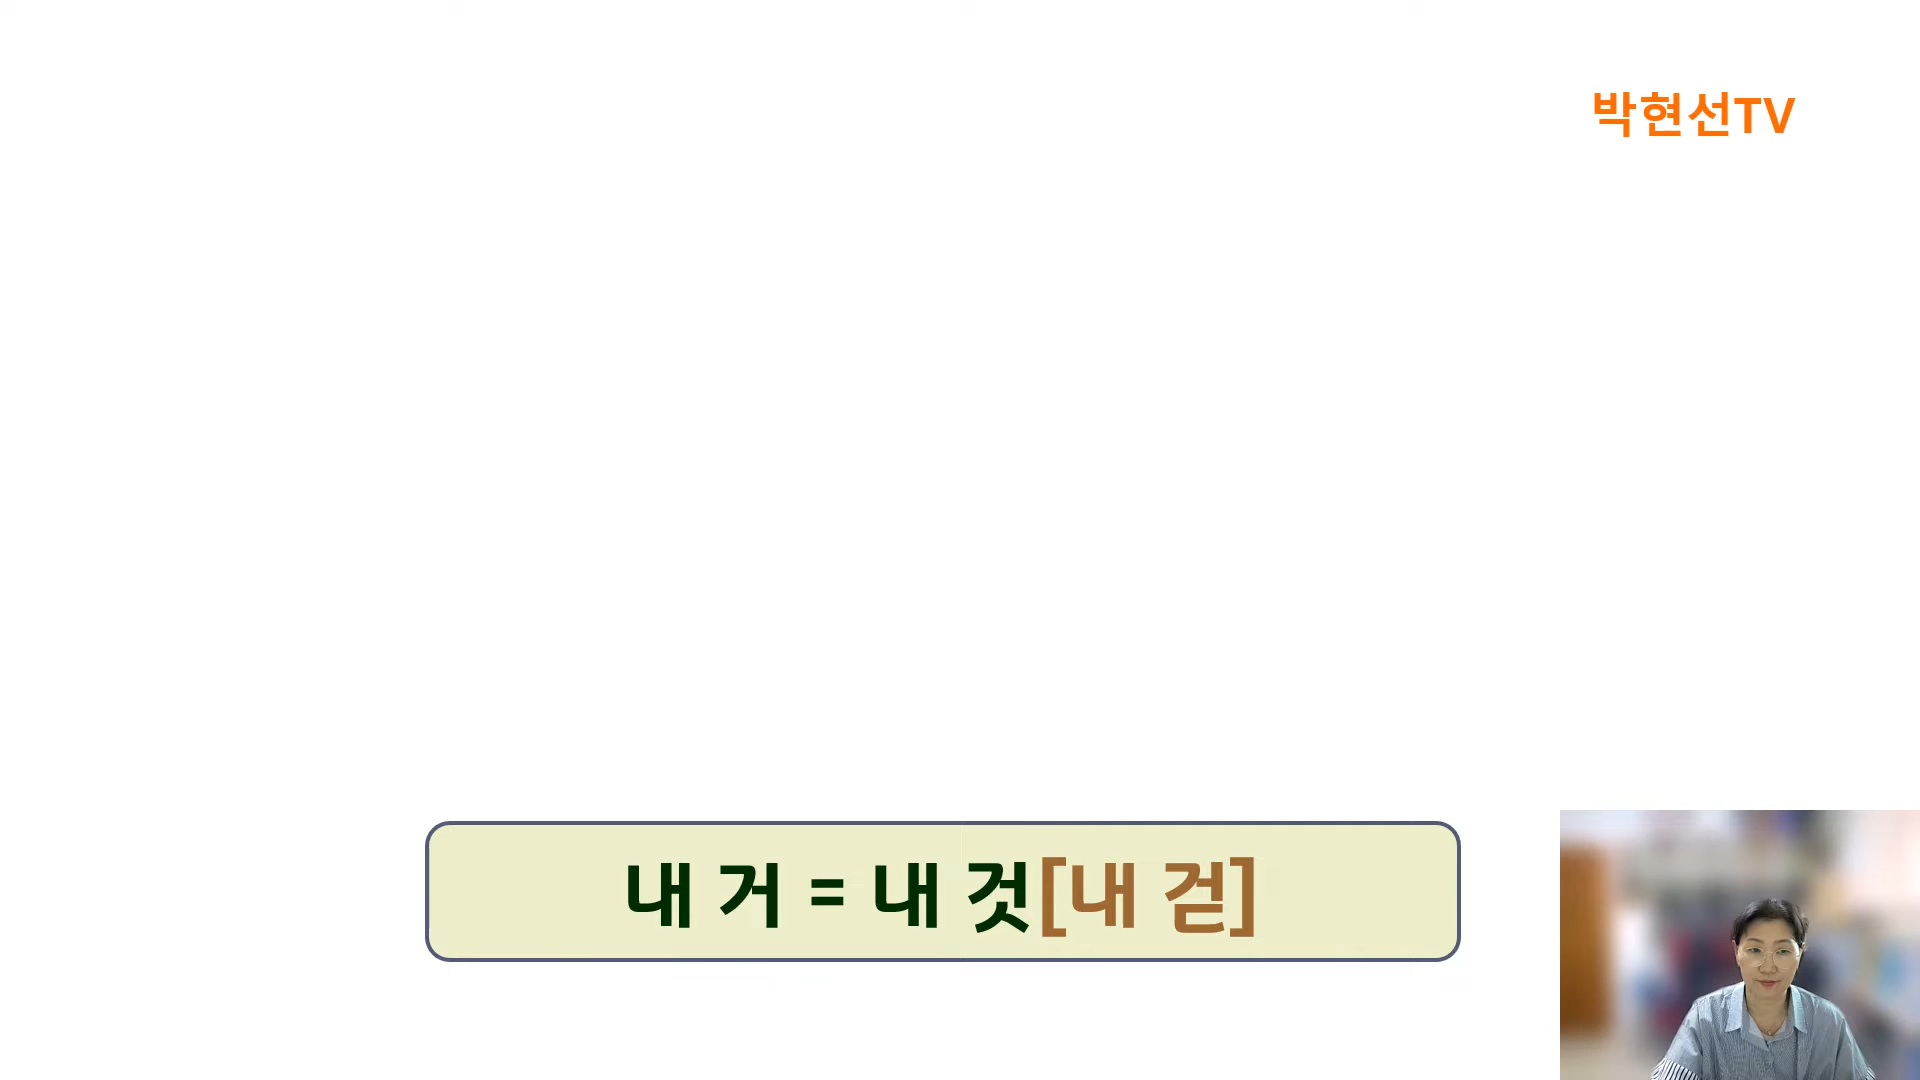 박현선TV
내 거 = 내 것[내 걷]